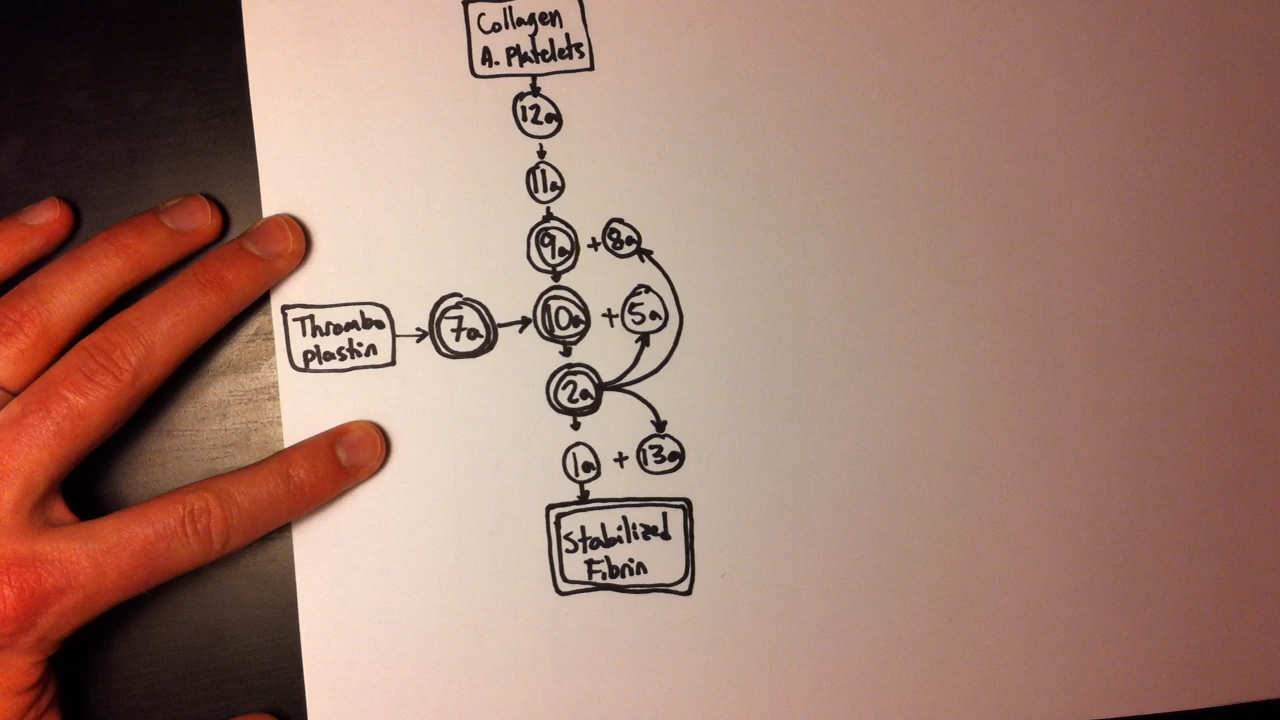 Collagen
A. Platelets
12a
11a
9a + 8a
10a + 5a
Thrombo
plastin
7a
2a
1a + 13a
Stabilized
Fibrin